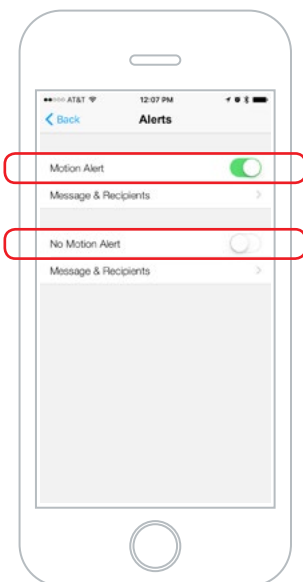 AT&T 12:07 PM
Back Alerts
Motion Alert
Message & Recipients
No Motion Alert
Message & Recipients